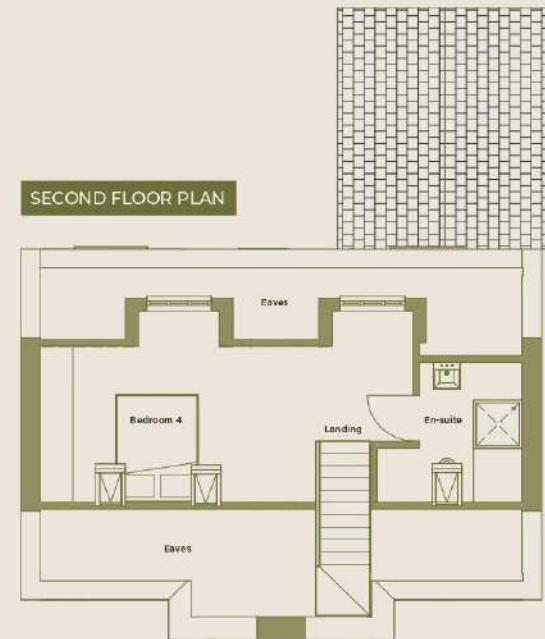 SECOND FLOOR PLAN
Eaves
Bedroom 4
Landing
En-suite
Eaves